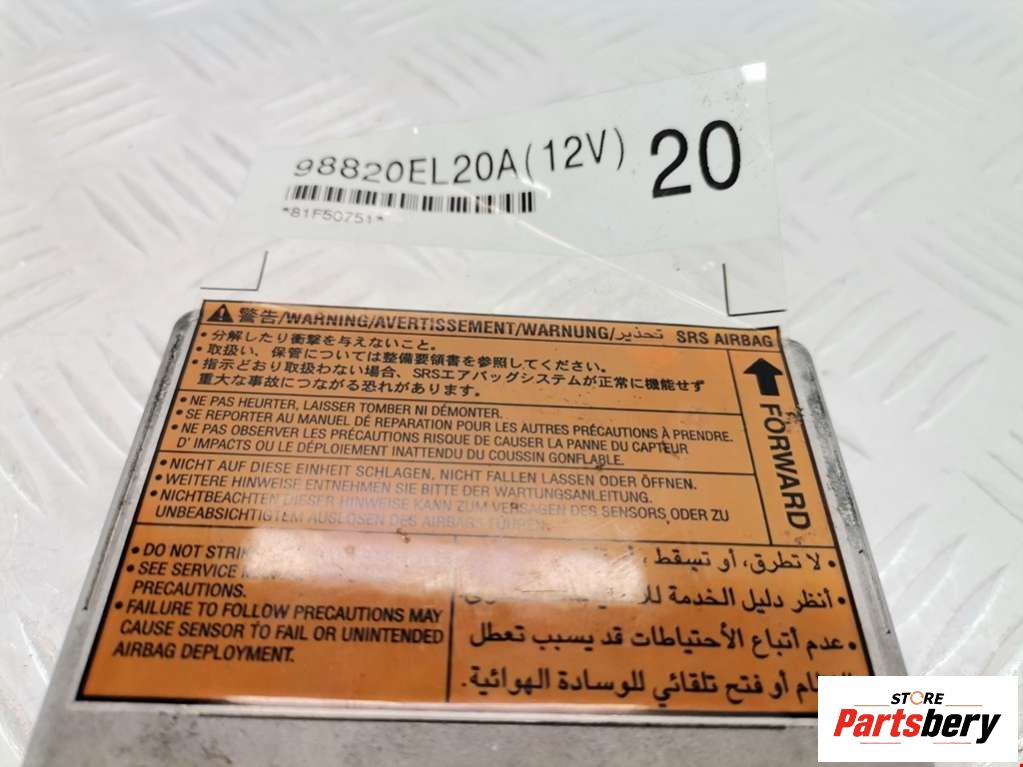 98820EL20A(12V) 20
*81F50751*
警告/WARNING/AVERTISSEMENT/WARNUNG/تحذير SRS AIRBAG
・分解したり衝撃を与えないこと。
・取扱い、保管については整備要領書を参照してください。
・指示どおり取扱わない場合、SRSエアバッグシステムが正常に機能せず
重大な事故につながる恐れがあります。
FORWARD
• NE PAS HEURTER, LAISSER TOMBER NI DÉMONTER.
• SE REPORTER AU MANUEL DE RÉPARATION POUR LES AUTRES PRÉCAUTIONS À PRENDRE.
• NE PAS OBSERVER LES PRÉCAUTIONS RISQUE DE CAUSER LA PANNE DU CAPTEUR
D' IMPACTS OU LE DÉPLOIEMENT INATTENDU DU COUSSIN GONFLABLE.
• NICHT AUF DIESE EINHEIT SCHLAGEN, NICHT FALLEN LASSEN ODER ÖFFNEN.
• WEITERE HINWEISE ENTNEHMEN SIE BITTE DER WARTUNGSANLEITUNG.
• NICHTBEACHTEN DIESER HINWEISE KANN ZUM VERSAGEN DES SENSORS ODER ZU
UNBEABSICHTIGTEM AUSLÖSEN DES AIRBAGS FÜHREN.
• DO NOT STRIK
• SEE SERVICE
PRECAUTIONS.
• FAILURE TO FOLLOW PRECAUTIONS MAY
CAUSE SENSOR TO FAIL OR UNINTENDED
AIRBAG DEPLOYMENT.
• لا تطرق، أو تسقط ،
• أنظر دليل الخدمة
• عدم أتباع الأحتياطات قد يسبب تعطل
أو فتح تلقائي للوسادة الهوائية.
STORE
Partsbery